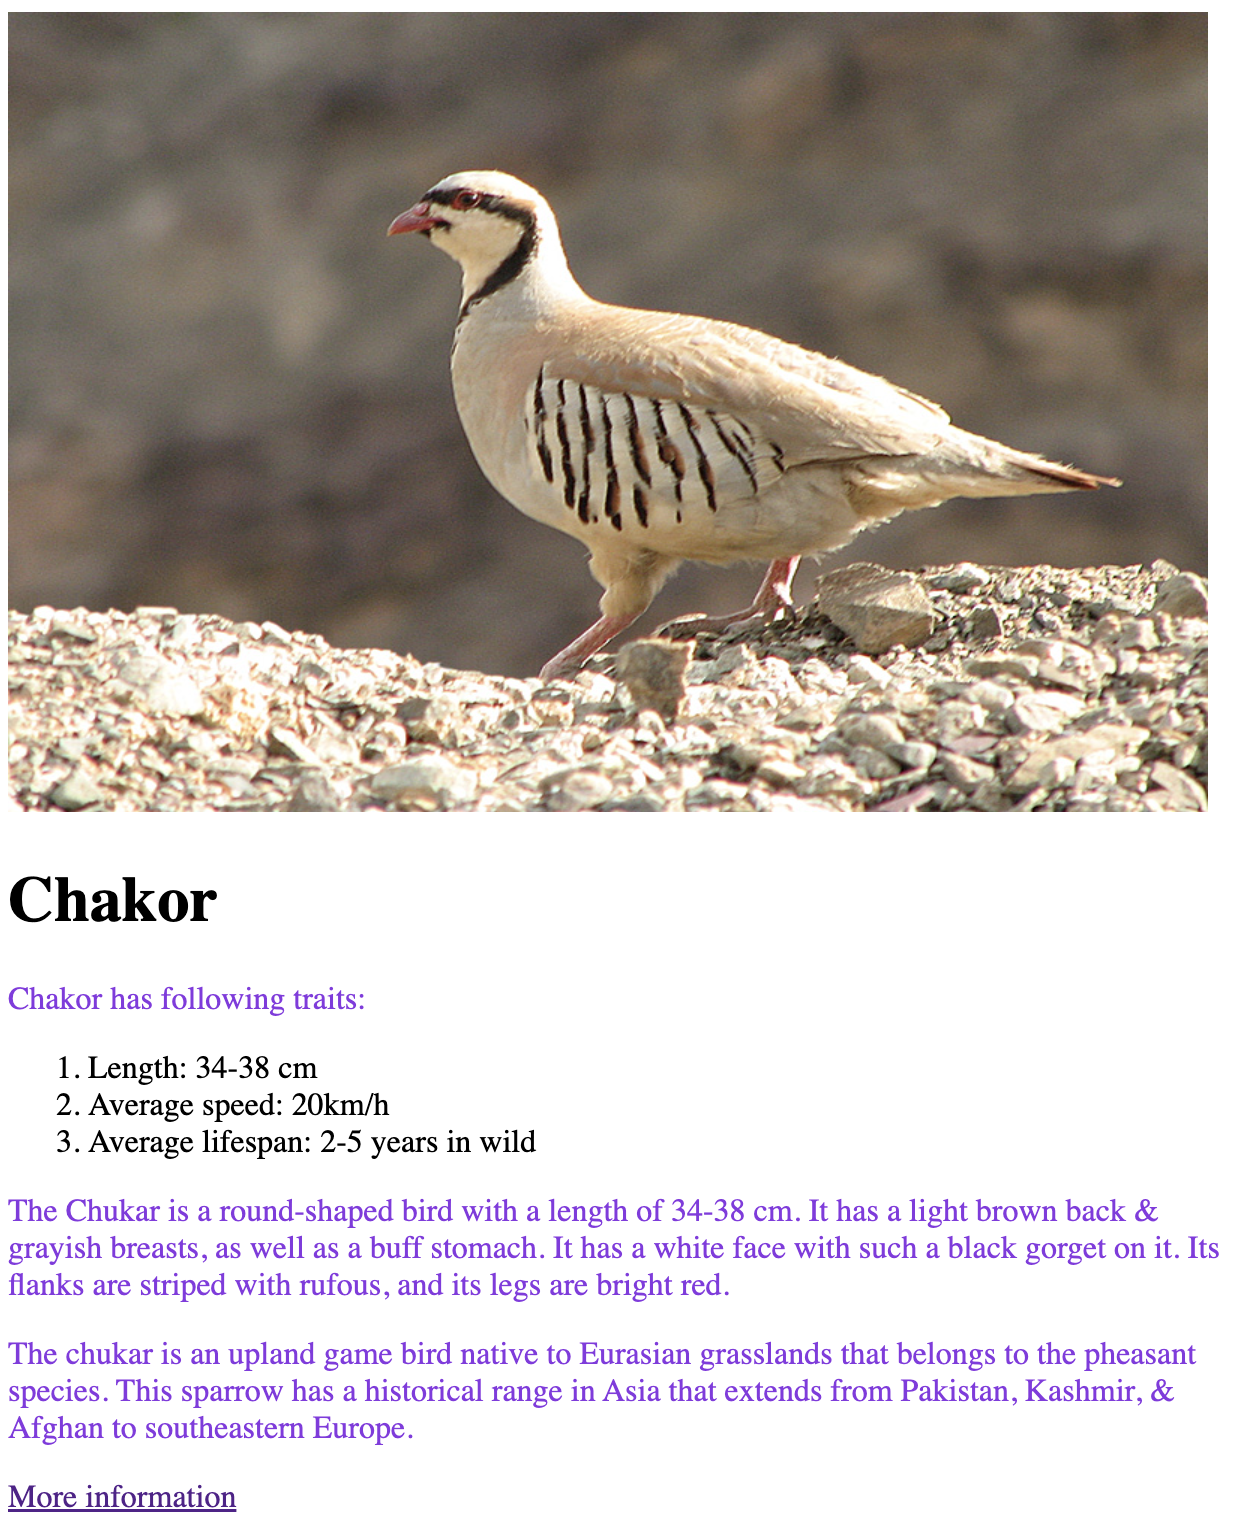 Chakor
Chakor has following traits:
1. Length: 34-38 cm
2. Average speed: 20km/h
3. Average lifespan: 2-5 years in wild
The Chukar is a round-shaped bird with a length of 34-38 cm. It has a light brown back &
grayish breasts, as well as a buff stomach. It has a white face with such a black gorget on it. Its
flanks are striped with rufous, and its legs are bright red.
The chukar is an upland game bird native to Eurasian grasslands that belongs to the pheasant
species. This sparrow has a historical range in Asia that extends from Pakistan, Kashmir, &
Afghan to southeastern Europe.
More information